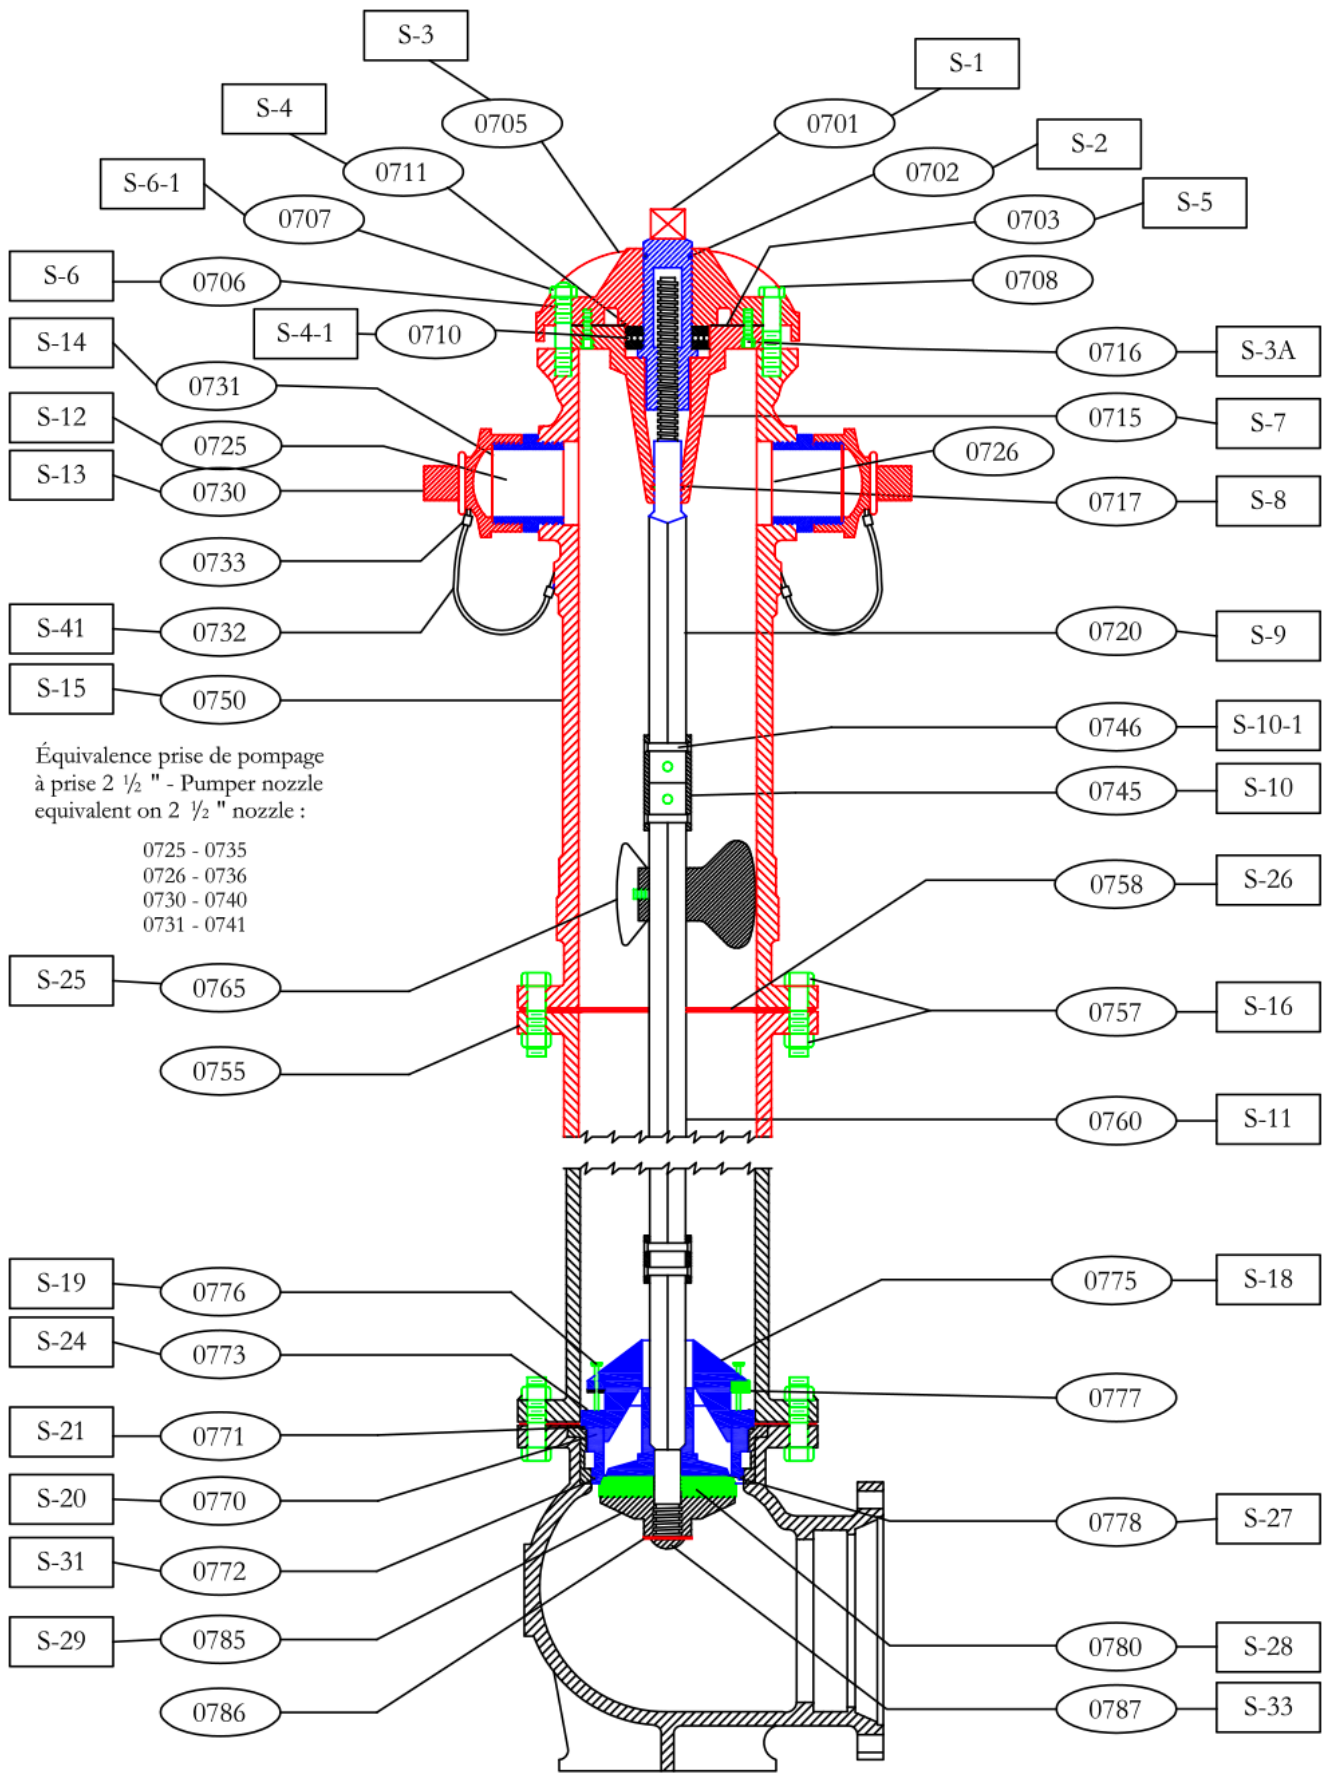 S-3
S-1
S-4
0705
0701
S-2
S-6-1
0711
0702
S-5
0707
0703
S-6
0706
0708
S-4-1
0710
S-14
0716
S-3A
0731
S-12
0725
0715
S-7
0726
S-13
0730
0717
S-8
0733
S-41
0732
0720
S-9
S-15
0750
0746
S-10-1
Équivalence prise de pompage
à prise 2 ½ " - Pumper nozzle
equivalent on 2 ½ " nozzle :
0745
S-10
0725 - 0735
0726 - 0736
0730 - 0740
0731 - 0741
0758
S-26
S-25
0765
0757
S-16
0755
0760
S-11
S-19
0776
0775
S-18
S-24
0773
0777
S-21
0771
S-20
0770
0778
S-27
S-31
0772
S-29
0785
0780
S-28
0786
0787
S-33